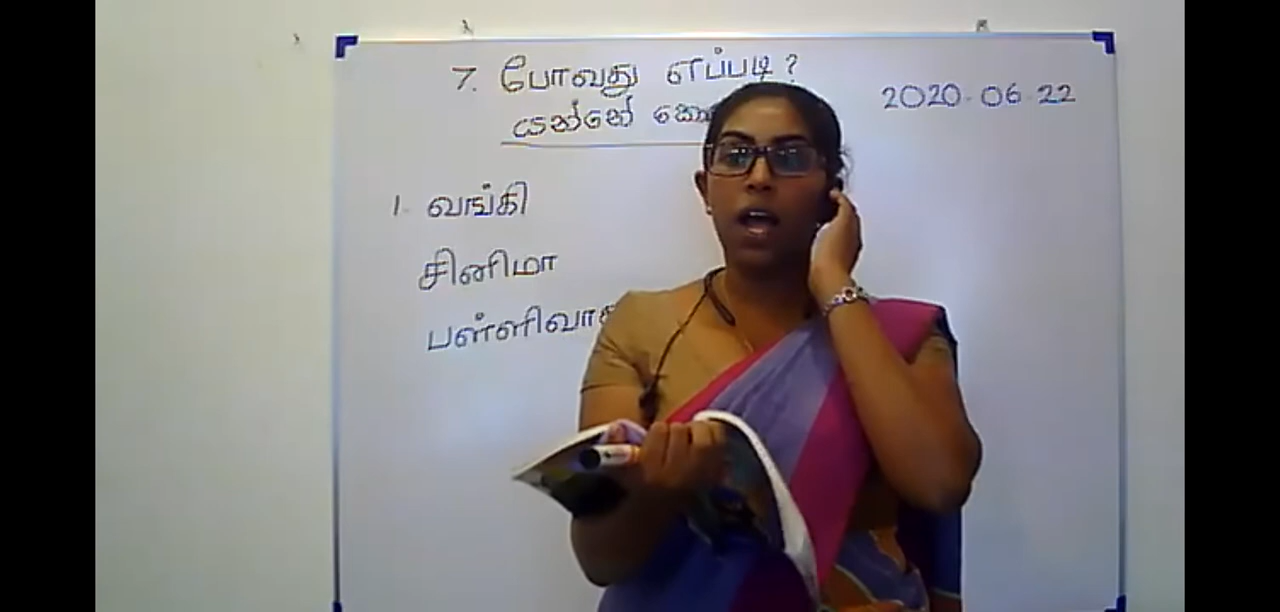 7. போவது எப்படி?
යන්නේ
2020-06-22
1. வங்கி
சினிமா